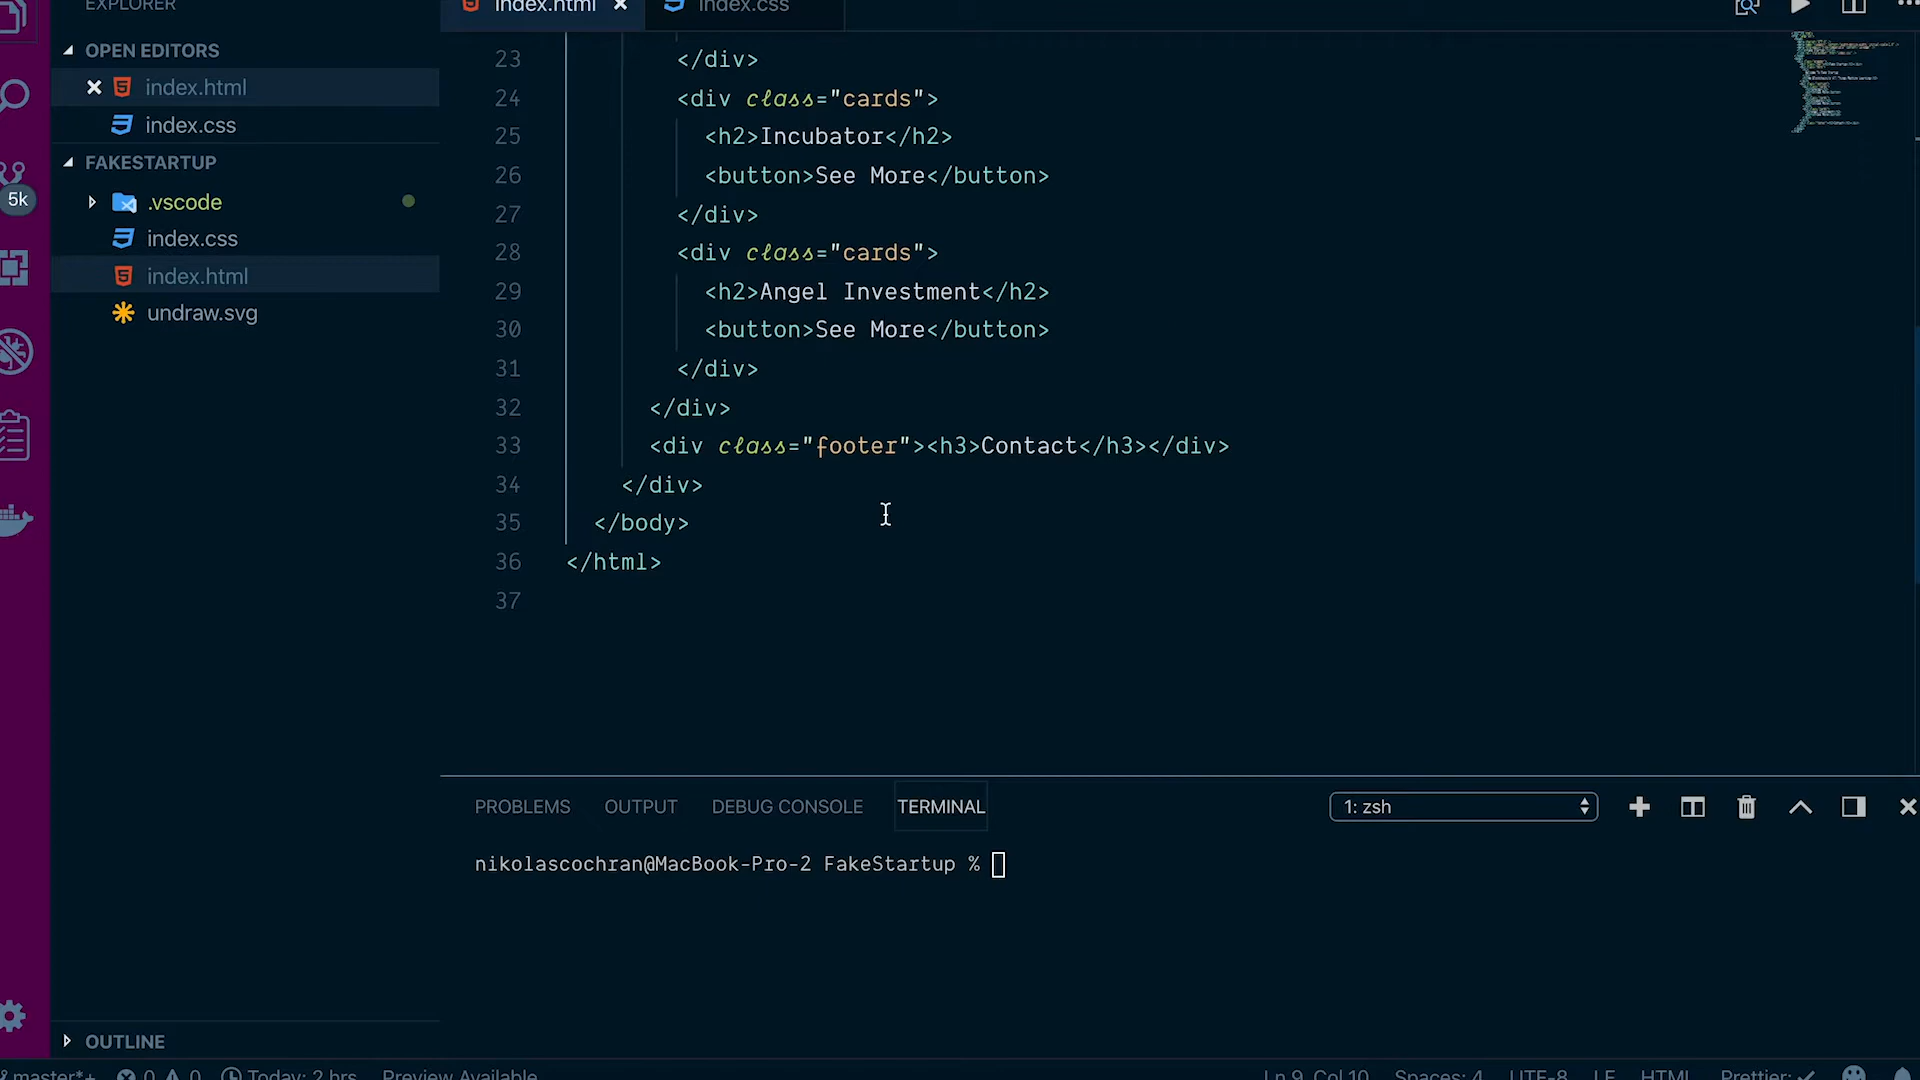 EXPLORER
OPEN EDITORS
index.html
index.css
FAKESTARTUP
.vscode
index.css
index.html
undraw.svg
5k
OUTLINE
index.html
index.css
23 </div>
24 <div class="cards">
25 <h2>Incubator</h2>
26 <button>See More</button>
27 </div>
28 <div class="cards">
29 <h2>Angel Investment</h2>
30 <button>See More</button>
31 </div>
32 </div>
33 <div class="footer"><h3>Contact</h3></div>
34 </div>
35 </body>
36 </html>
37
PROBLEMS OUTPUT DEBUG CONSOLE TERMINAL 1: zsh
nikolascochran@MacBook-Pro-2 FakeStartup %
master*+ 0 0 Today: 2 hrs Preview Available Ln 9, Col 10 Spaces: 4 UTF-8 LF HTML Prettier: ✓